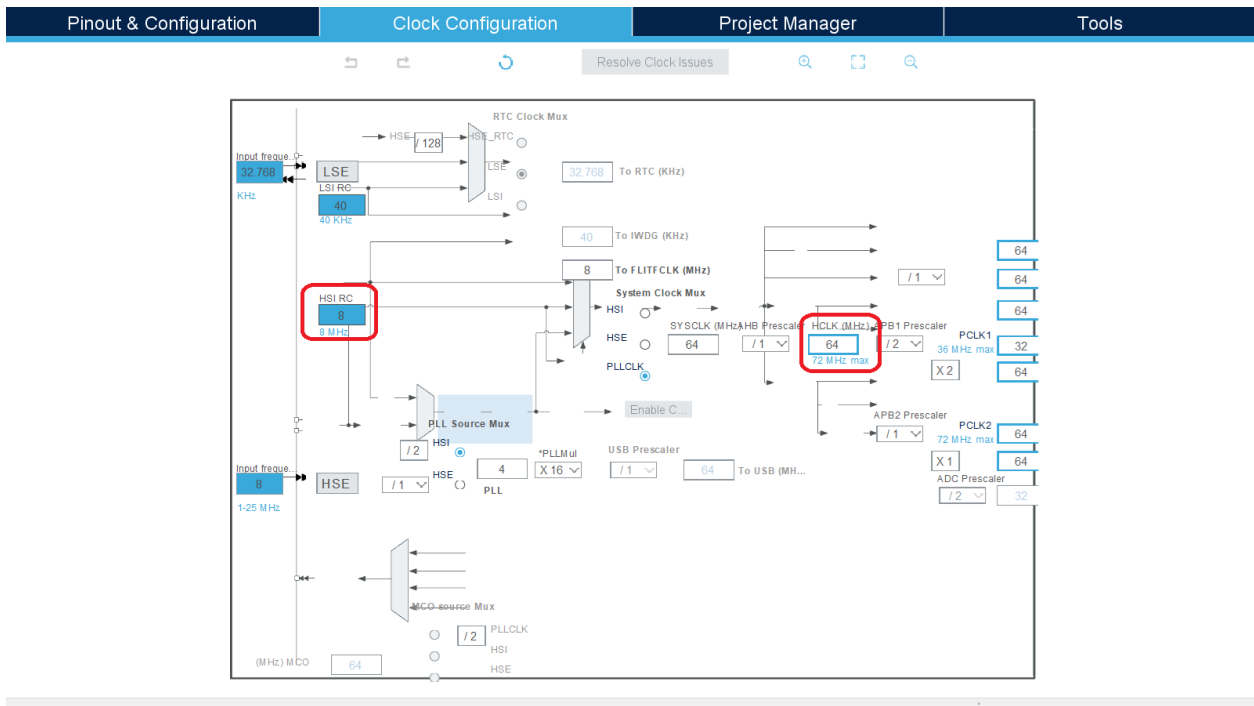 Pinout & Configuration
Clock Configuration
Project Manager
Tools
Resolve Clock Issues
RTC Clock Mux
HSE
/ 128
HSE_RTC
Input freque...
32.768
KHz
LSE
LSE
32.768
To RTC (KHz)
LSI RC
40
40 KHz
LSI
40
To IWDG (KHz)
8
To FLITFCLK (MHz)
System Clock Mux
HSI RC
8
8 MHz
HSI
HSE
PLLCLK
SYSCLK (MHz)
64
AHB Prescaler
/ 1
HCLK (MHz)
64
72 MHz max
APB1 Prescaler
/ 2
/ 1
64
64
64
PCLK1
36 MHz max
32
X 2
64
Enable C...
APB2 Prescaler
/ 1
PCLK2
72 MHz max
64
X 1
64
ADC Prescaler
/ 2
32
PLL Source Mux
/ 2
HSI
HSE
Input freque...
8
1-25 MHz
HSE
/ 1
4
PLL
*PLLMul
X 16
USB Prescaler
/ 1
64
To USB (MH...
MCO source Mux
/ 2
PLLCLK
HSI
HSE
(MHz) MCO
64